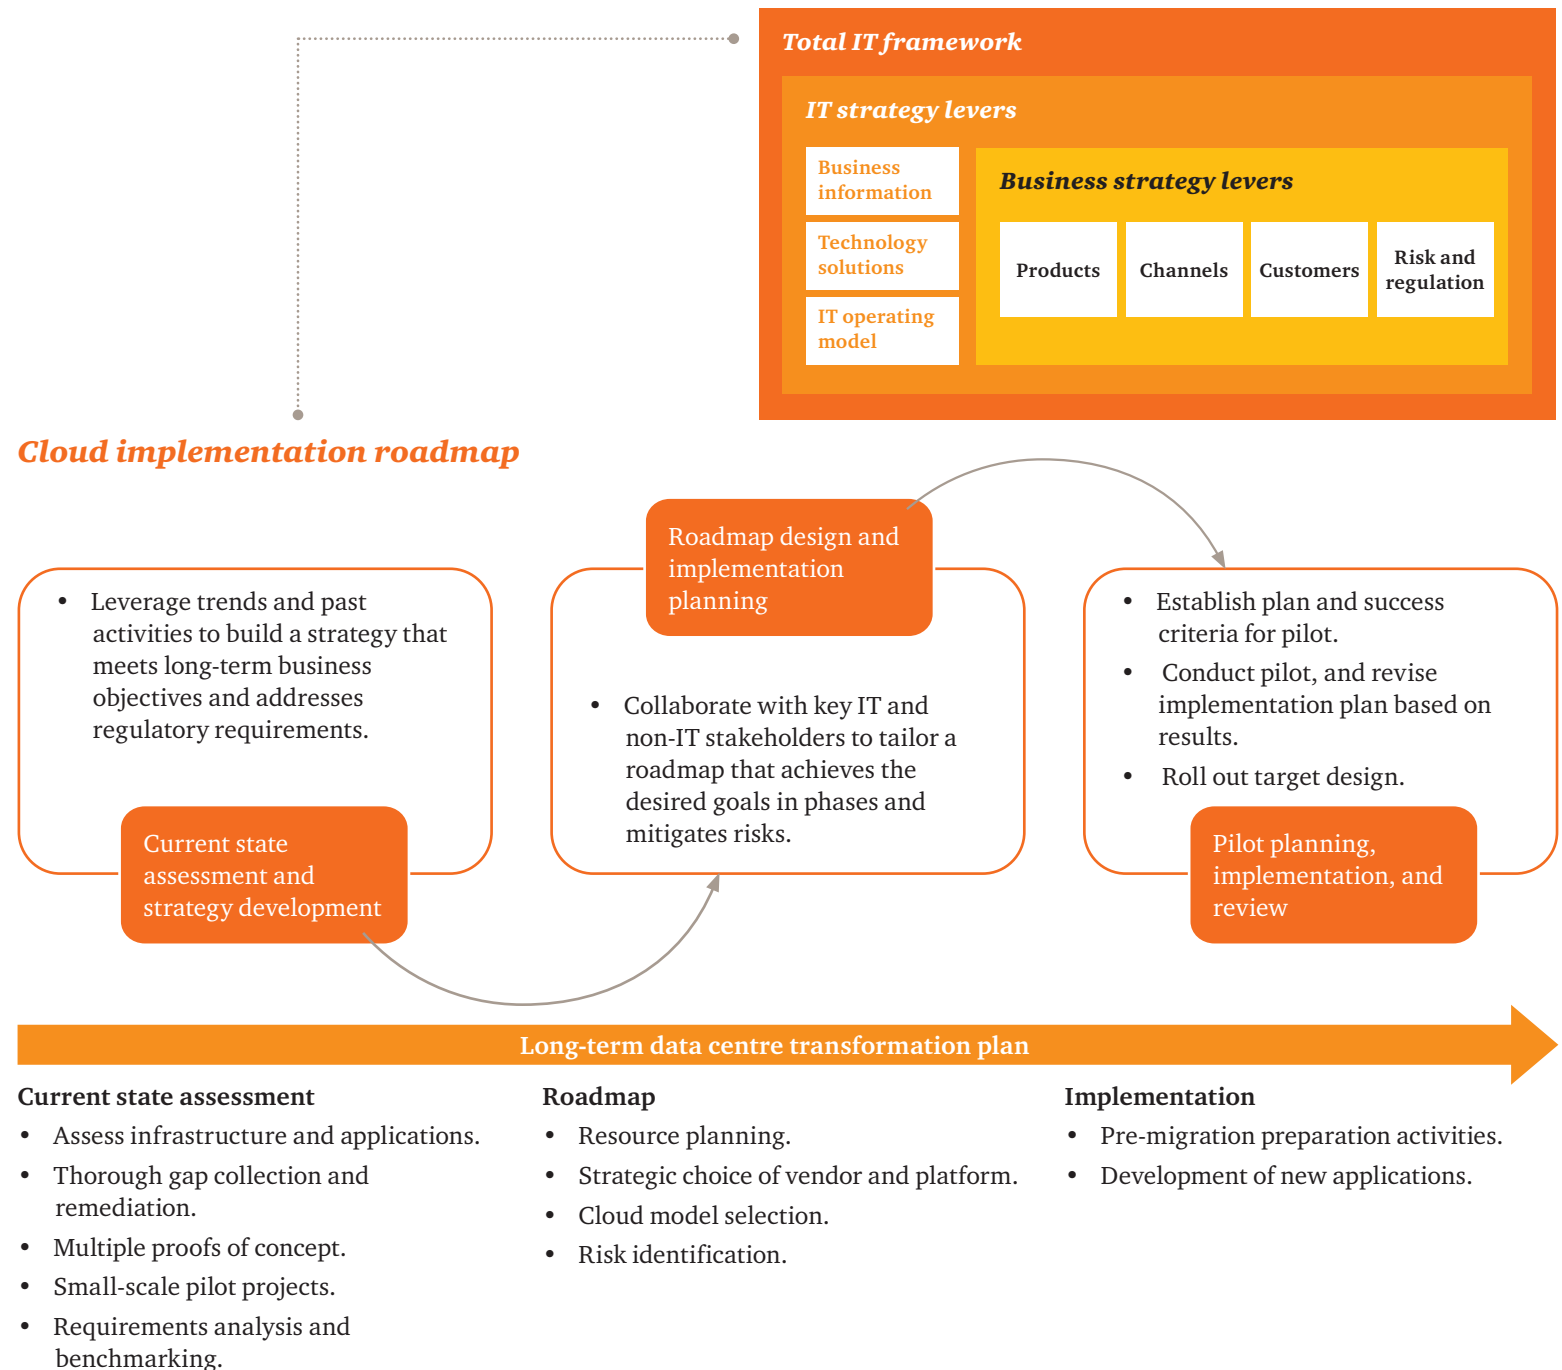 Total IT framework
IT strategy levers
Business
information
Technology
solutions
IT operating
model
Business strategy levers
Products
Channels
Customers
Risk and
regulation
Cloud implementation roadmap
• Leverage trends and past
activities to build a strategy that
meets long-term business
objectives and addresses
regulatory requirements.
Current state
assessment and
strategy development
Roadmap design and
implementation
planning
• Collaborate with key IT and
non-IT stakeholders to tailor a
roadmap that achieves the
desired goals in phases and
mitigates risks.
• Establish plan and success
criteria for pilot.
• Conduct pilot, and revise
implementation plan based on
results.
• Roll out target design.
Pilot planning,
implementation, and
review
Long-term data centre transformation plan
Current state assessment
• Assess infrastructure and applications.
• Thorough gap collection and
remediation.
• Multiple proofs of concept.
• Small-scale pilot projects.
• Requirements analysis and
benchmarking.
Roadmap
• Resource planning.
• Strategic choice of vendor and platform.
• Cloud model selection.
• Risk identification.
Implementation
• Pre-migration preparation activities.
• Development of new applications.